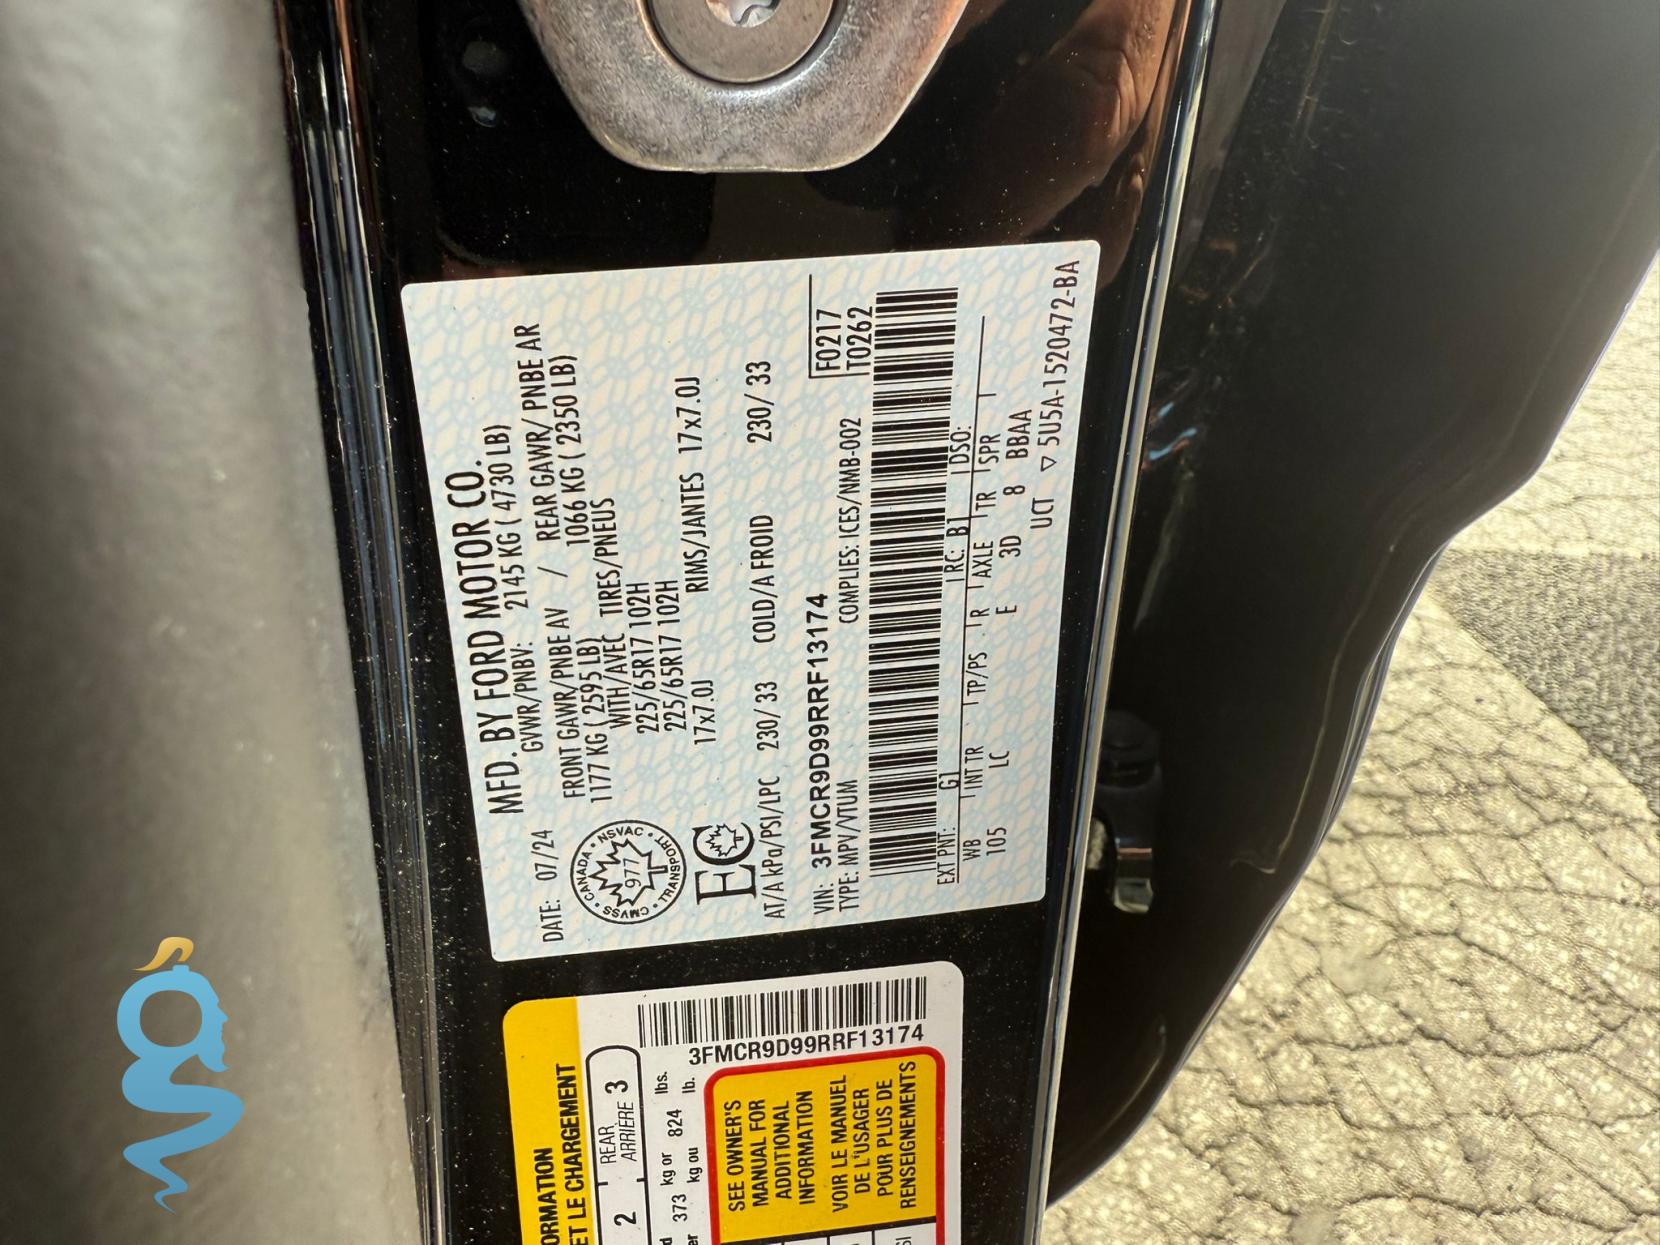 MFD. BY FORD MOTOR CO.
DATE: 07/24 GVWR/PNBV: 2145 KG ( 4730 LB)
FRONT GAWR/PNBE AV / REAR GAWR/ PNBE AR
1177 KG ( 2595 LB) 1066 KG ( 2350 LB)
WITH/AVEC TIRES/PNEUS
225/65R17 102H
225/65R17 102H
17x7.0J RIMS/JANTES 17x7.0J
CANADA • NSVAC • TRANSPORT • CMVSS •
977
EC
AT/A kPa/PSI/LPC 230/ 33 COLD/A FROID 230/ 33
VIN: 3FMCR9D99RRF13174 F0217
TYPE: MPV/VTUM COMPLIES: ICES/NMB-002 T0262
EXT PNT: G1 RC: B1 DSO:
WB INT TR TP/PS R AXLE TR SPR
105 LC E 3D 8 BBAA
UCT ▽ 5U5A-1520472-BA
ORMATION
ET LE CHARGEMENT
2 REAR 3
ARRIÈRE
373 kg or 824 lbs.
kg ou lb.
3FMCR9D99RRF13174
SEE OWNER'S
MANUAL FOR
ADDITIONAL
INFORMATION
VOIR LE MANUEL
DE L'USAGER
POUR PLUS DE
RENSEIGNEMENTS